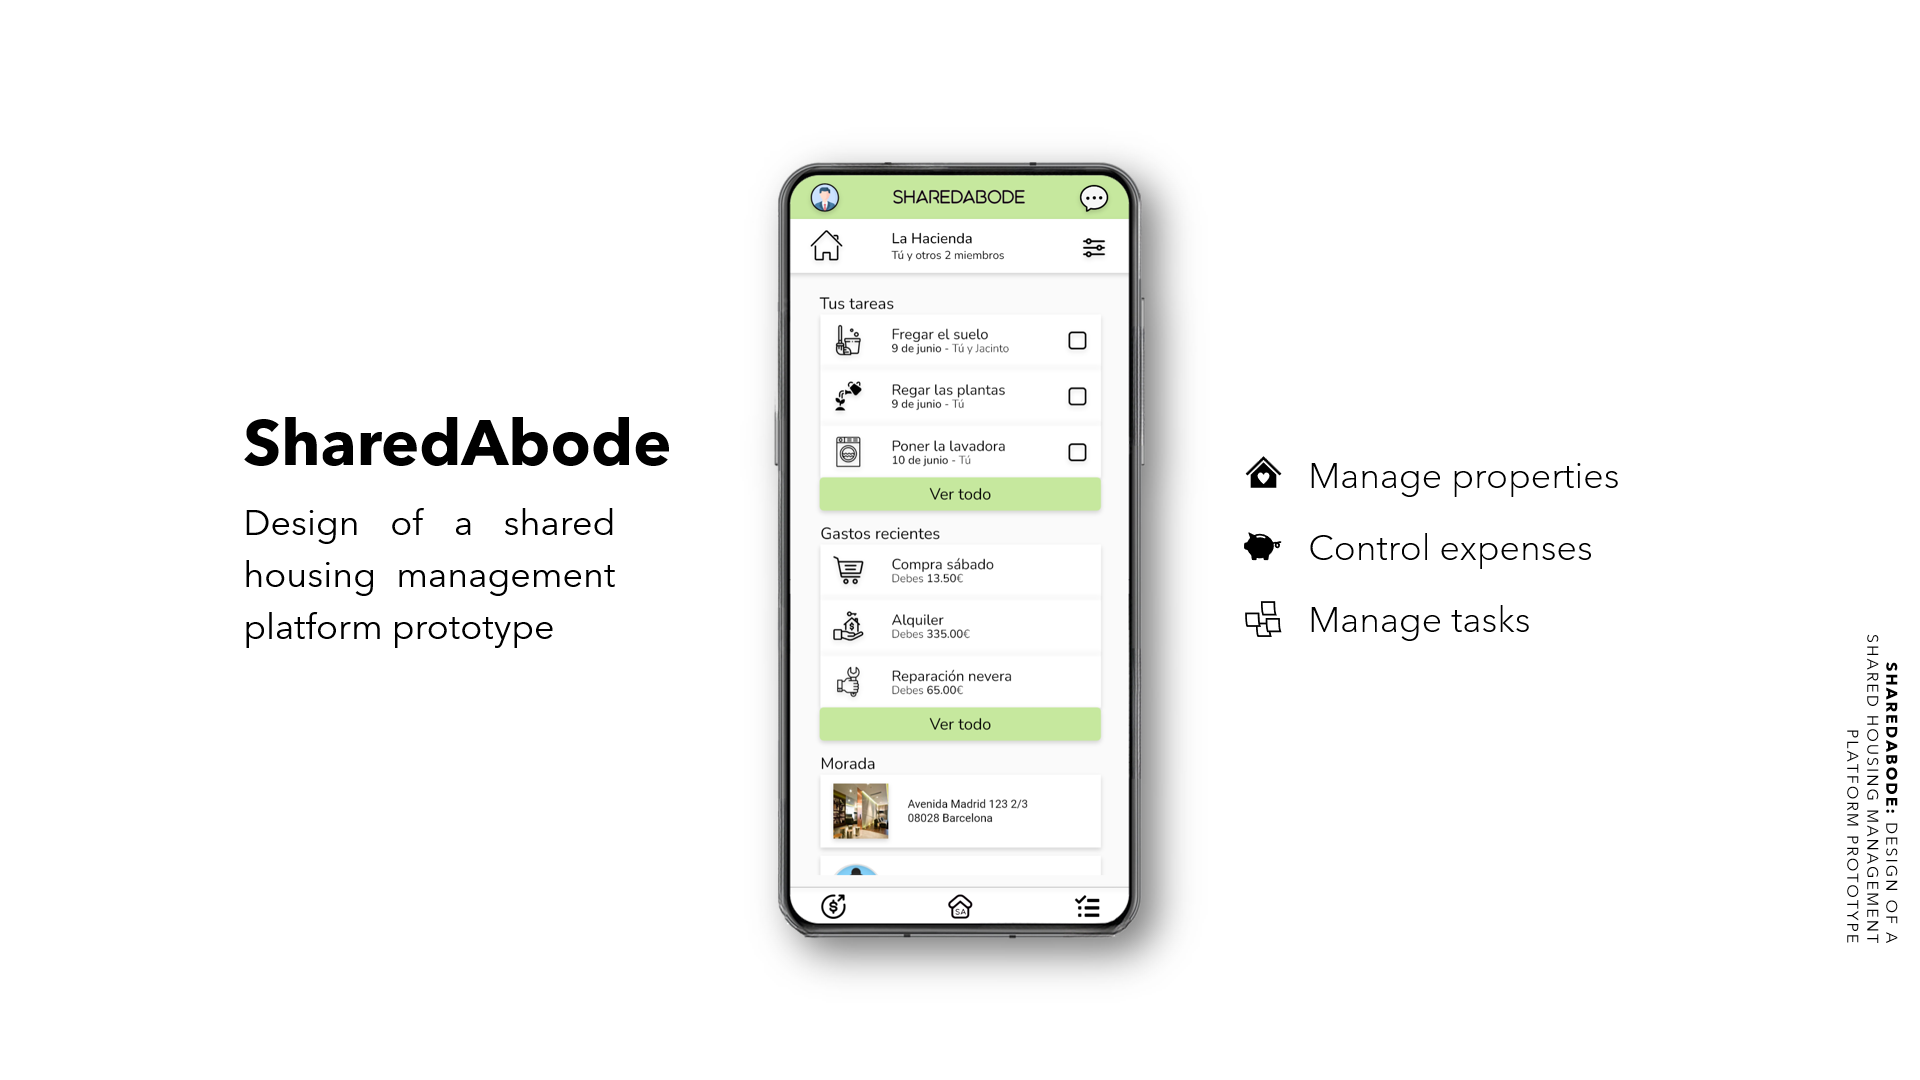 SharedAbode
Design of a shared
housing management
platform prototype
SHAREDABODE
La Hacienda
Tú y otros 2 miembros
Tus tareas
Fregar el suelo
9 de junio - Tú y Jacinto
Regar las plantas
9 de junio - Tú
Poner la lavadora
10 de junio - Tú
Ver todo
Gastos recientes
Compra sábado
Debes 13.50€
Alquiler
Debes 335.00€
Reparación nevera
Debes 65.00€
Ver todo
Morada
Avenida Madrid 123 2/3
08028 Barcelona
SA
Manage properties
Control expenses
Manage tasks
SHAREDABODE: DESIGN OF A
SHARED HOUSING MANAGEMENT
PLATFORM PROTOTYPE